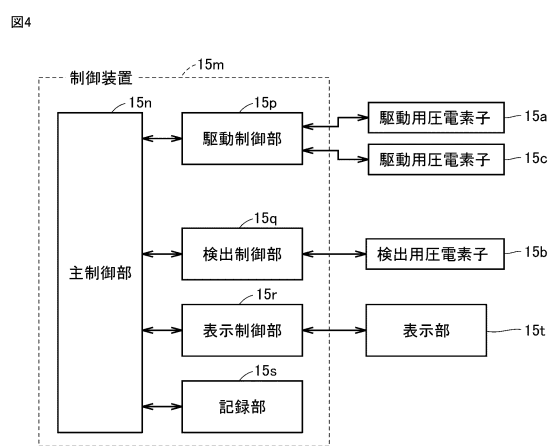 図4
15m
制御装置
15n
15p
駆動制御部
駆動用圧電素子
15a
駆動用圧電素子
15c
15q
検出制御部
検出用圧電素子
15b
主制御部
15r
表示制御部
表示部
15t
15s
記録部